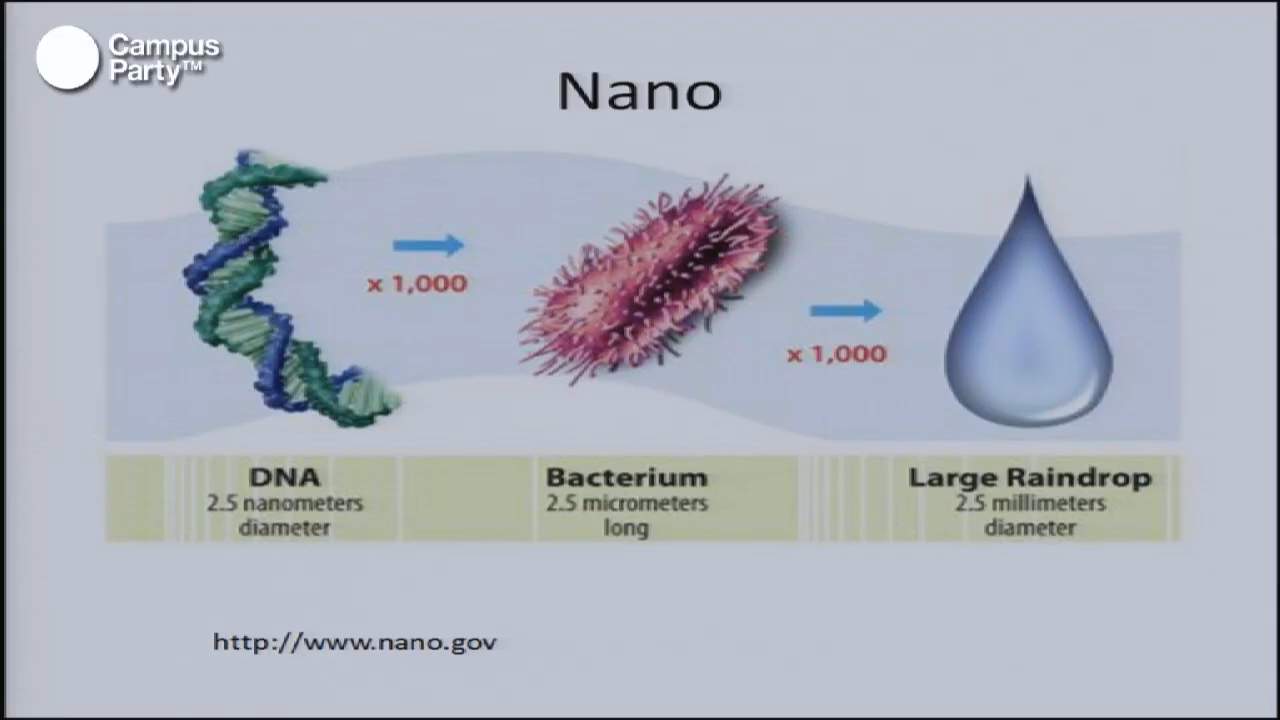 Campus
Party™
Nano
x 1,000
x 1,000
DNA
2.5 nanometers
diameter
Bacterium
2.5 micrometers
long
Large Raindrop
2.5 millimeters
diameter
http://www.nano.gov